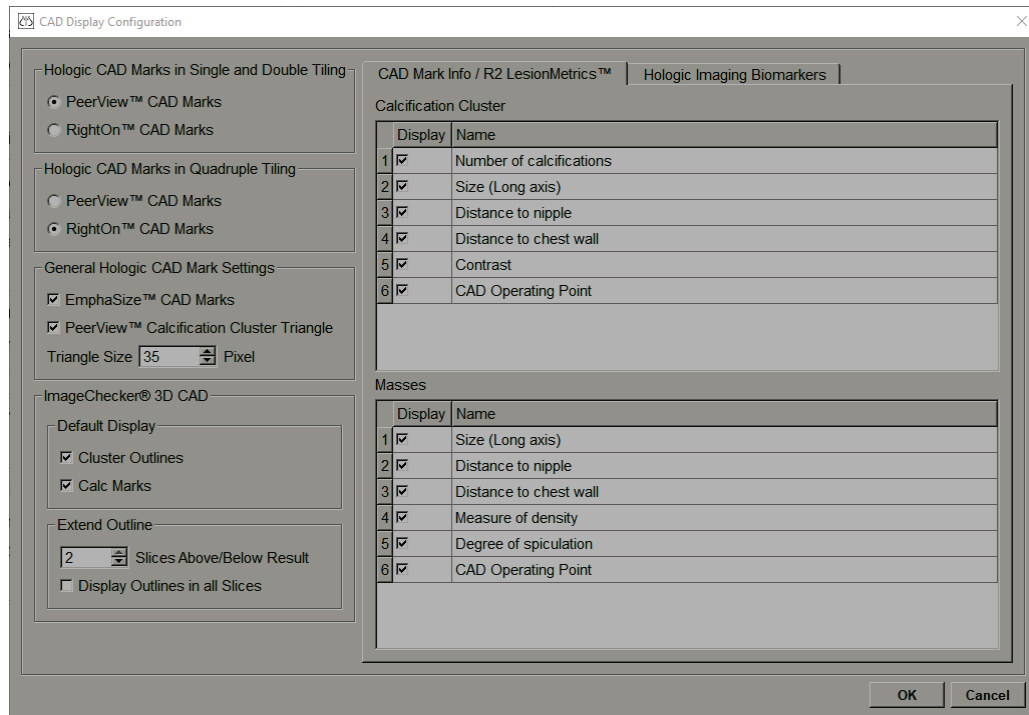 CAD Display Configuration
Hologic CAD Marks in Single and Double Tiling
PeerView™ CAD Marks
RightOn™ CAD Marks
Hologic CAD Marks in Quadruple Tiling
PeerView™ CAD Marks
RightOn™ CAD Marks
General Hologic CAD Mark Settings
EmphaSize™ CAD Marks
PeerView™ Calcification Cluster Triangle
Triangle Size 35 Pixel
ImageChecker® 3D CAD
Default Display
Cluster Outlines
Calc Marks
Extend Outline
2 Slices Above/Below Result
Display Outlines in all Slices
CAD Mark Info / R2 LesionMetrics™ Hologic Imaging Biomarkers
Calcification Cluster
Display Name
1 Number of calcifications
2 Size (Long axis)
3 Distance to nipple
4 Distance to chest wall
5 Contrast
6 CAD Operating Point
Masses
Display Name
1 Size (Long axis)
2 Distance to nipple
3 Distance to chest wall
4 Measure of density
5 Degree of spiculation
6 CAD Operating Point
OK Cancel